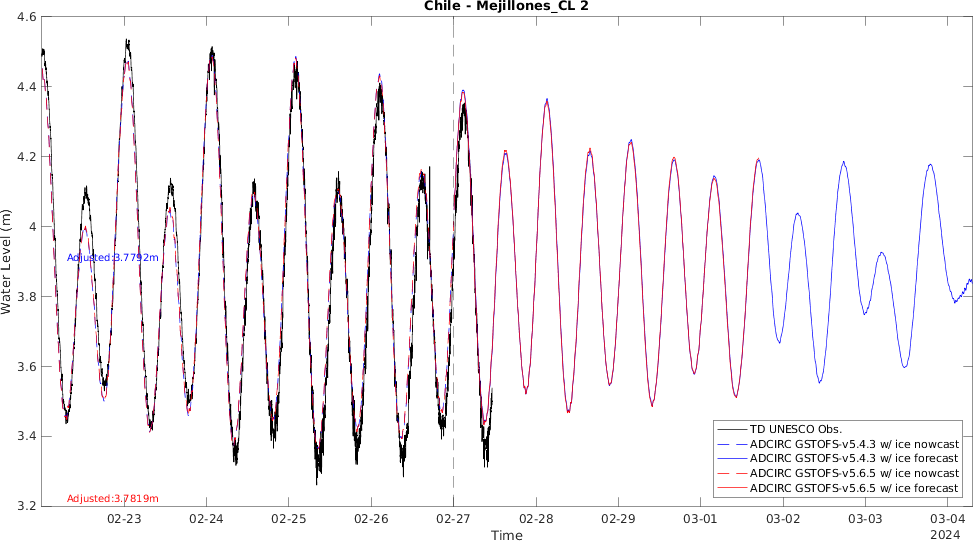 Chile - Mejillones_CL 2
4.6
4.4
4.2
4
3.8
3.6
3.4
3.2
Water Level (m)
Adjusted:3.7792m
Adjusted:3.7819m
TD UNESCO Obs.
ADCIRC GSTOFS-v5.4.3 w/ ice nowcast
ADCIRC GSTOFS-v5.4.3 w/ ice forecast
ADCIRC GSTOFS-v5.6.5 w/ ice nowcast
ADCIRC GSTOFS-v5.6.5 w/ ice forecast
02-23 02-24 02-25 02-26 02-27 02-28 02-29 03-01 03-02 03-03 03-04
Time
2024